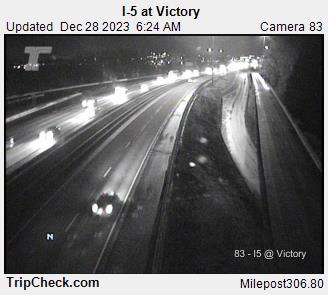 I-5 at Victory
Updated Dec 28 2023 6:24 AM Camera 83
T
N
83 - I5 @ Victory
TripCheck.com Milepost306.80